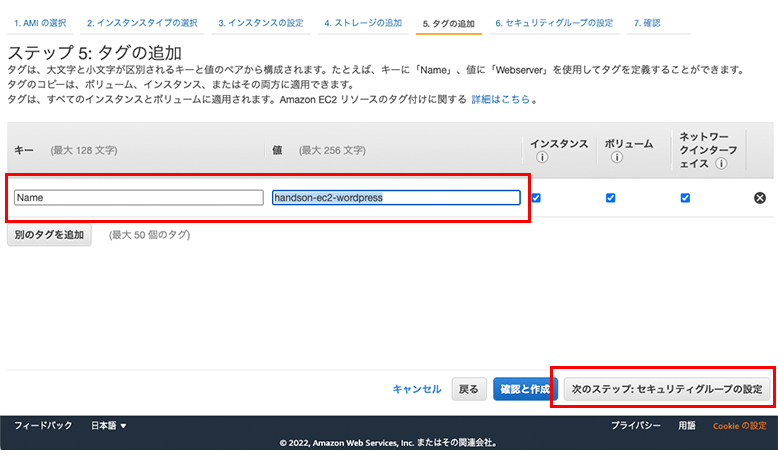 1. AMI の選択 2. インスタンスタイプの選択 3. インスタンスの設定 4. ストレージの追加 5. タグの追加 6. セキュリティグループの設定 7. 確認
ステップ 5: タグの追加
タグは、大文字と小文字が区別されるキーと値のペアから構成されます。たとえば、キーに「Name」、値に「Webserver」を使用してタグを定義することができます。
タグのコピーは、ボリューム、インスタンス、またはその両方に適用できます。
タグは、すべてのインスタンスとボリュームに適用されます。Amazon EC2 リソースのタグ付けに関する 詳細はこちら 。
キー (最大 128 文字) 値 (最大 256 文字) インスタンス ボリューム ネットワー
クインターフ
ェイス
Name handson-ec2-wordpress
別のタグを追加 (最大 50 個のタグ)
キャンセル 戻る 確認と作成 次のステップ: セキュリティグループの設定
フィードバック 日本語 プライバシー 用語 Cookie の設定
© 2022, Amazon Web Services, Inc. またはその関連会社。